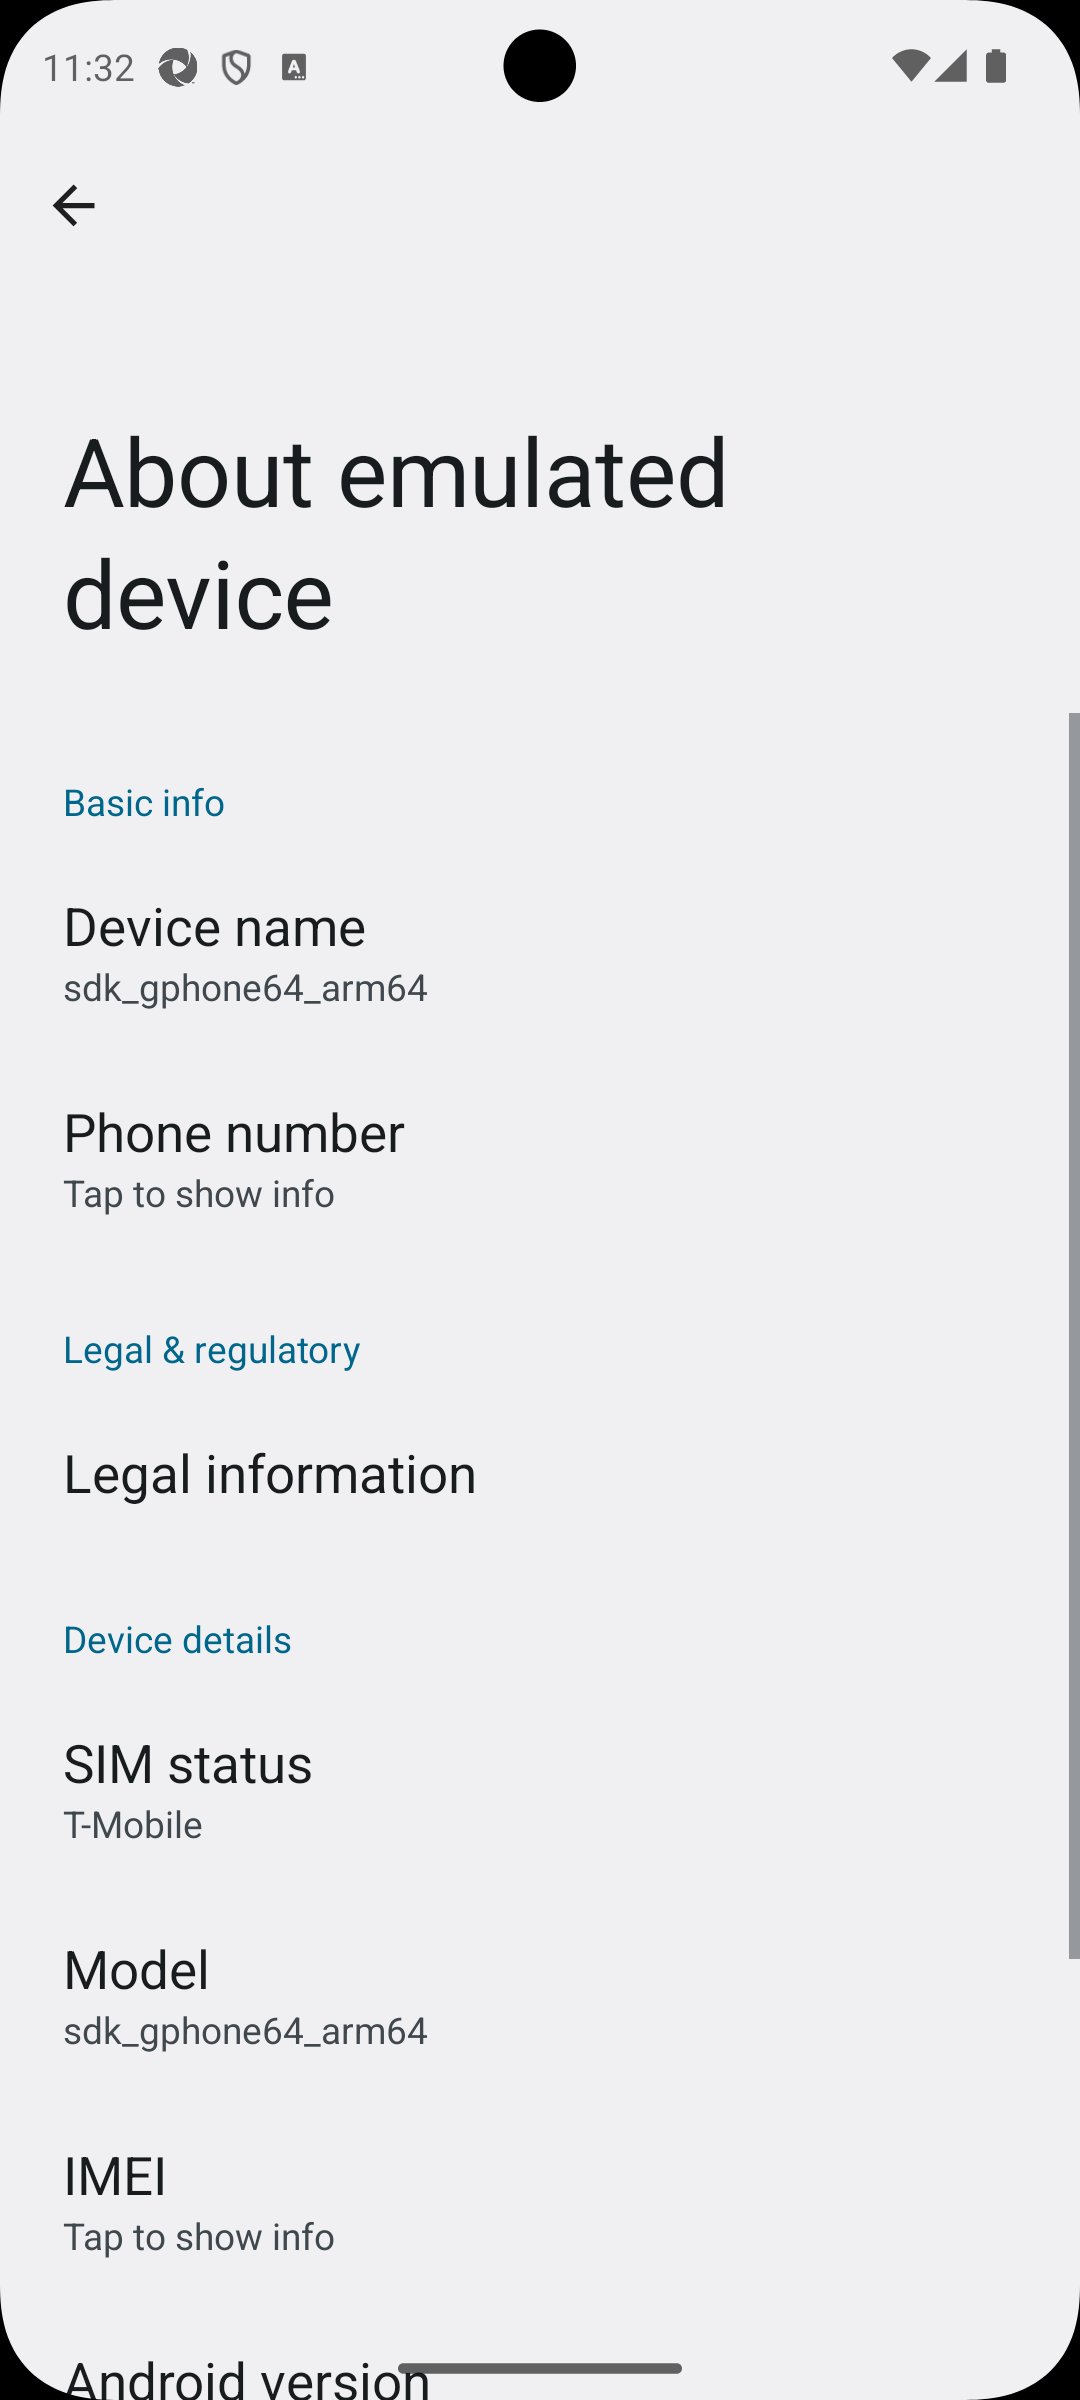 11:32
About emulated
device
Basic info
Device name
sdk_gphone64_arm64
Phone number
Tap to show info
Legal & regulatory
Legal information
Device details
SIM status
T-Mobile
Model
sdk_gphone64_arm64
IMEI
Tap to show info
Android version